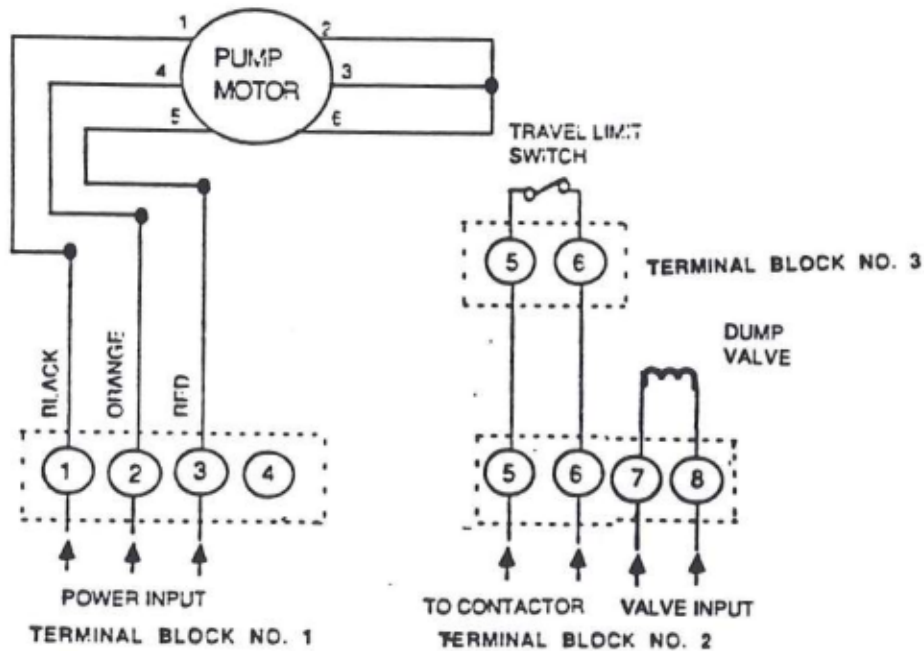 1
2
PUMP
MOTOR
4
3
5
6
TRAVEL LIMIT
SWITCH
5
6
TERMINAL BLOCK NO. 3
DUMP
VALVE
BLACK
ORANGE
RED
1
2
3
4
5
6
7
8
POWER INPUT
TERMINAL BLOCK NO. 1
TO CONTACTOR
VALVE INPUT
TERMINAL BLOCK NO. 2